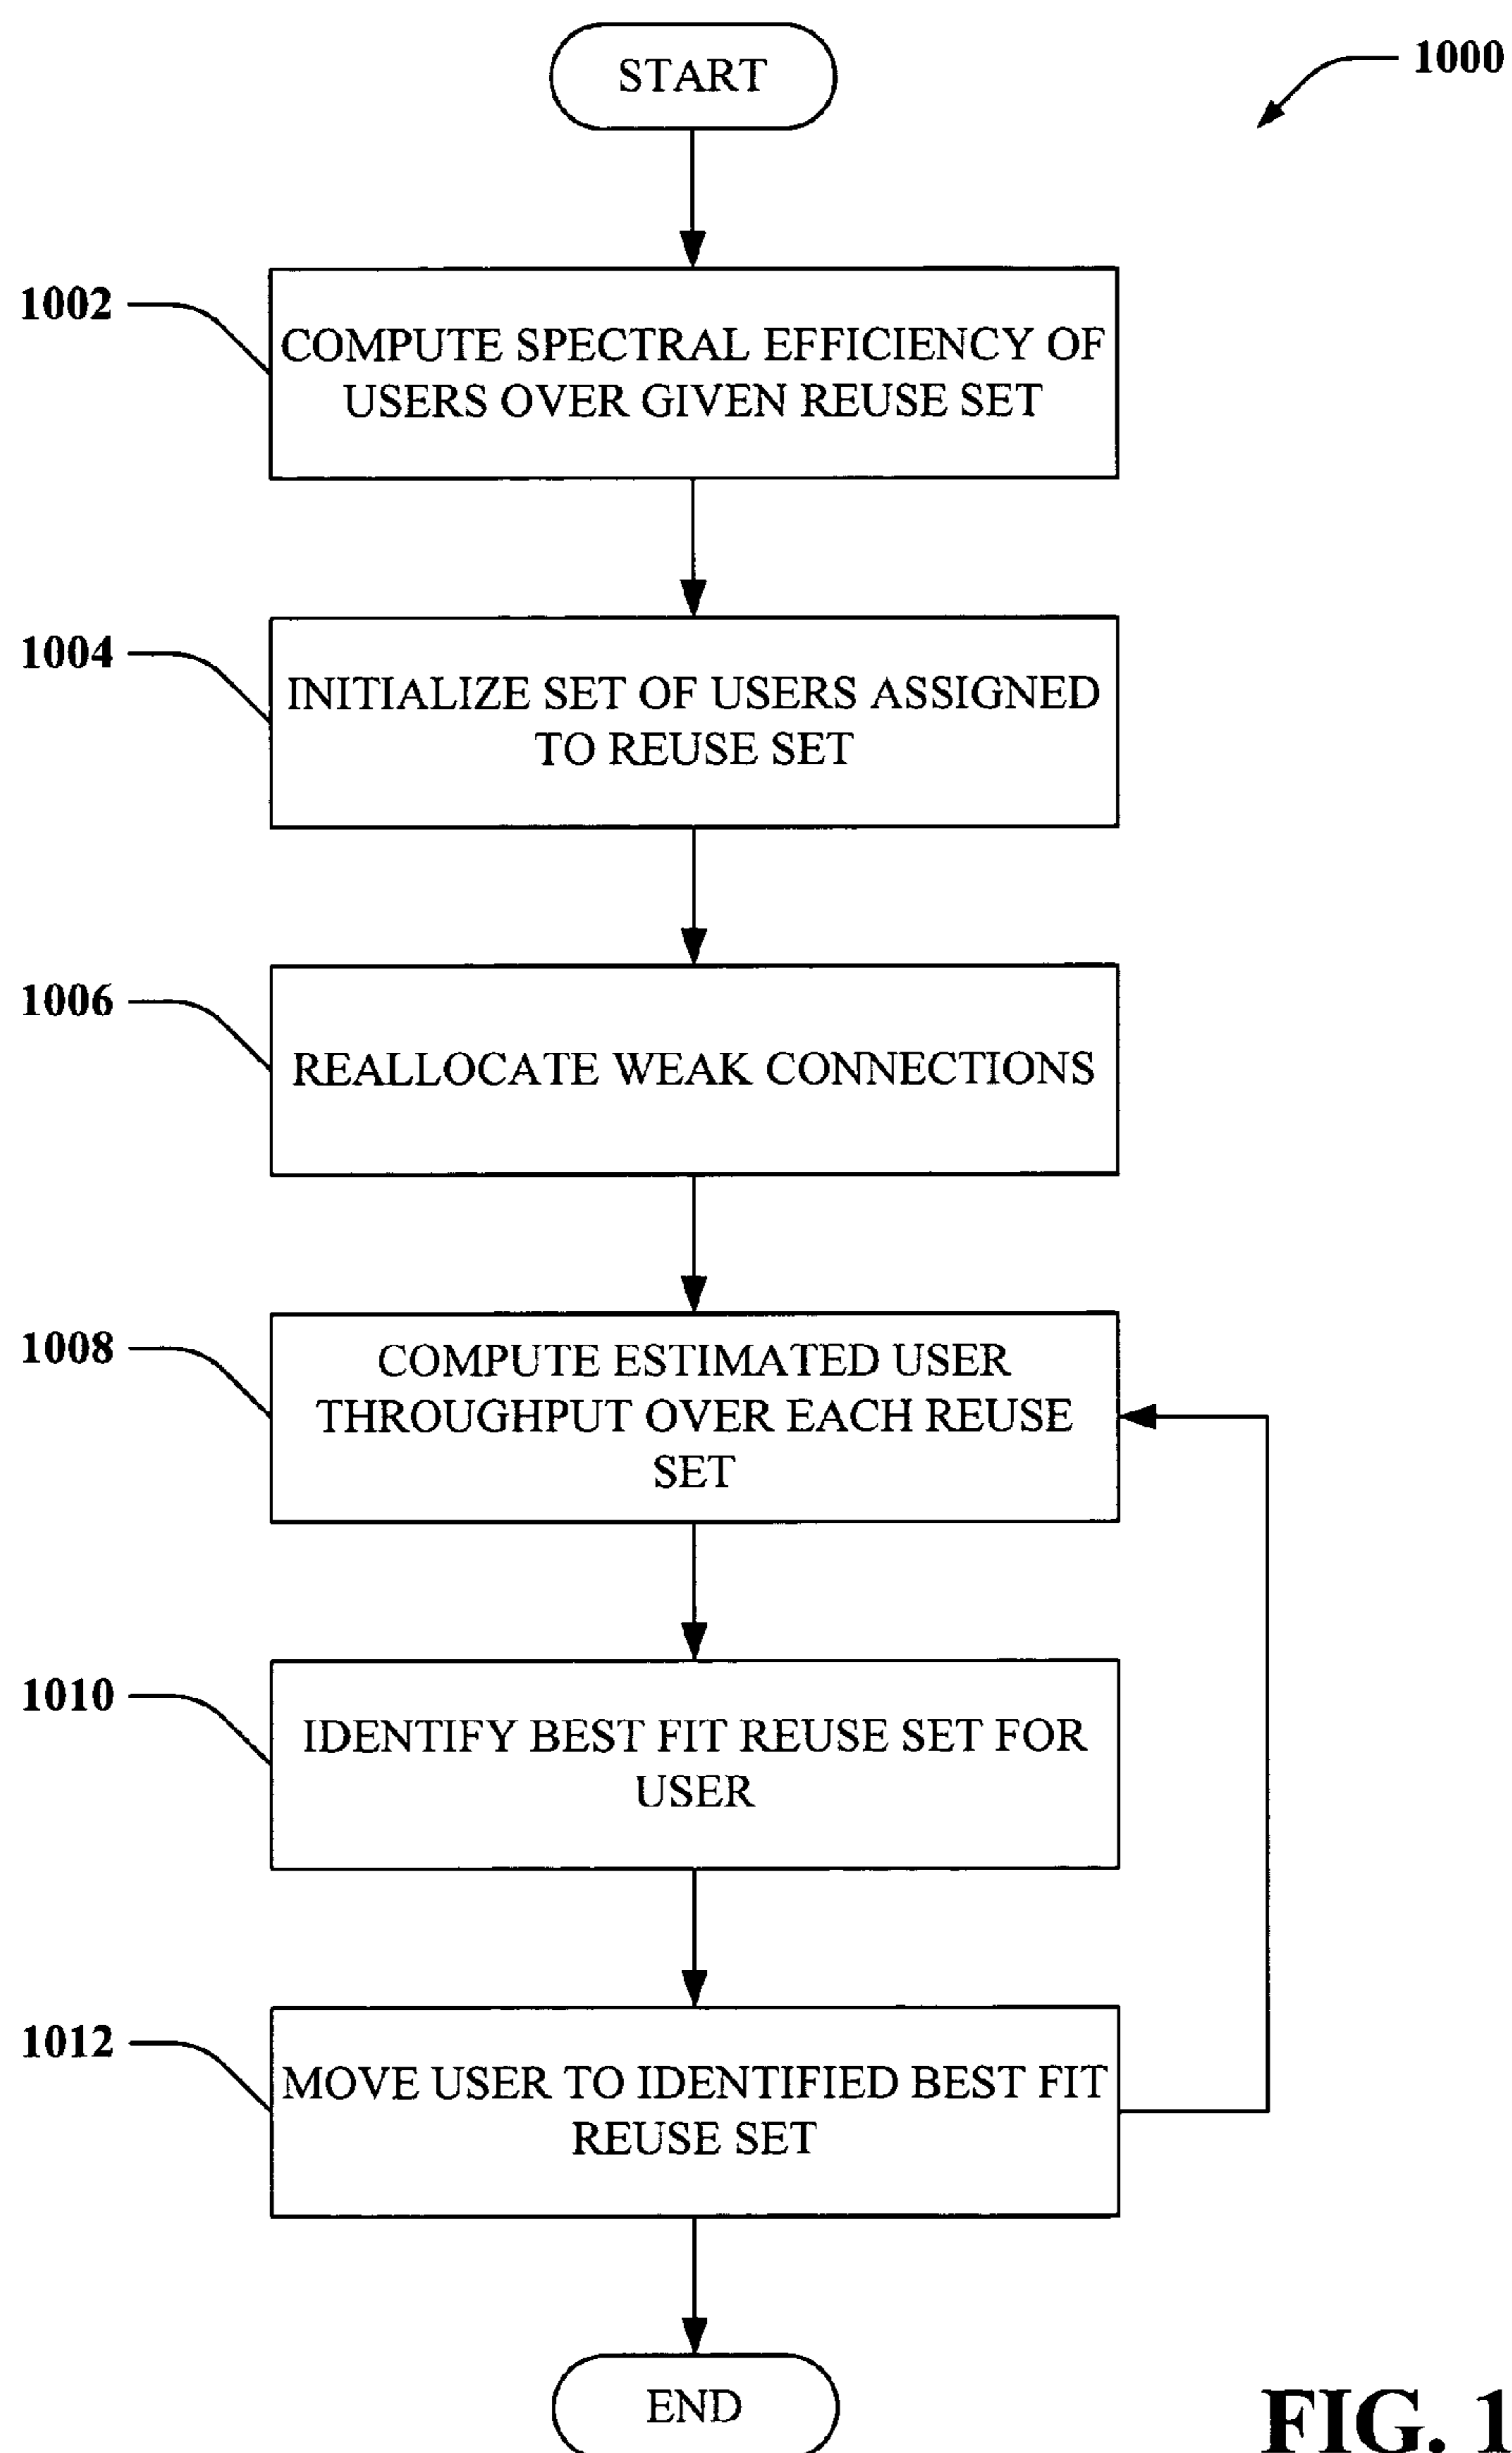 START
1000
1002
COMPUTE SPECTRAL EFFICIENCY OF
USERS OVER GIVEN REUSE SET
1004
INITIALIZE SET OF USERS ASSIGNED
TO REUSE SET
1006
REALLOCATE WEAK CONNECTIONS
1008
COMPUTE ESTIMATED USER
THROUGHPUT OVER EACH REUSE
SET
1010
IDENTIFY BEST FIT REUSE SET FOR
USER
1012
MOVE USER TO IDENTIFIED BEST FIT
REUSE SET
END
FIG. 1